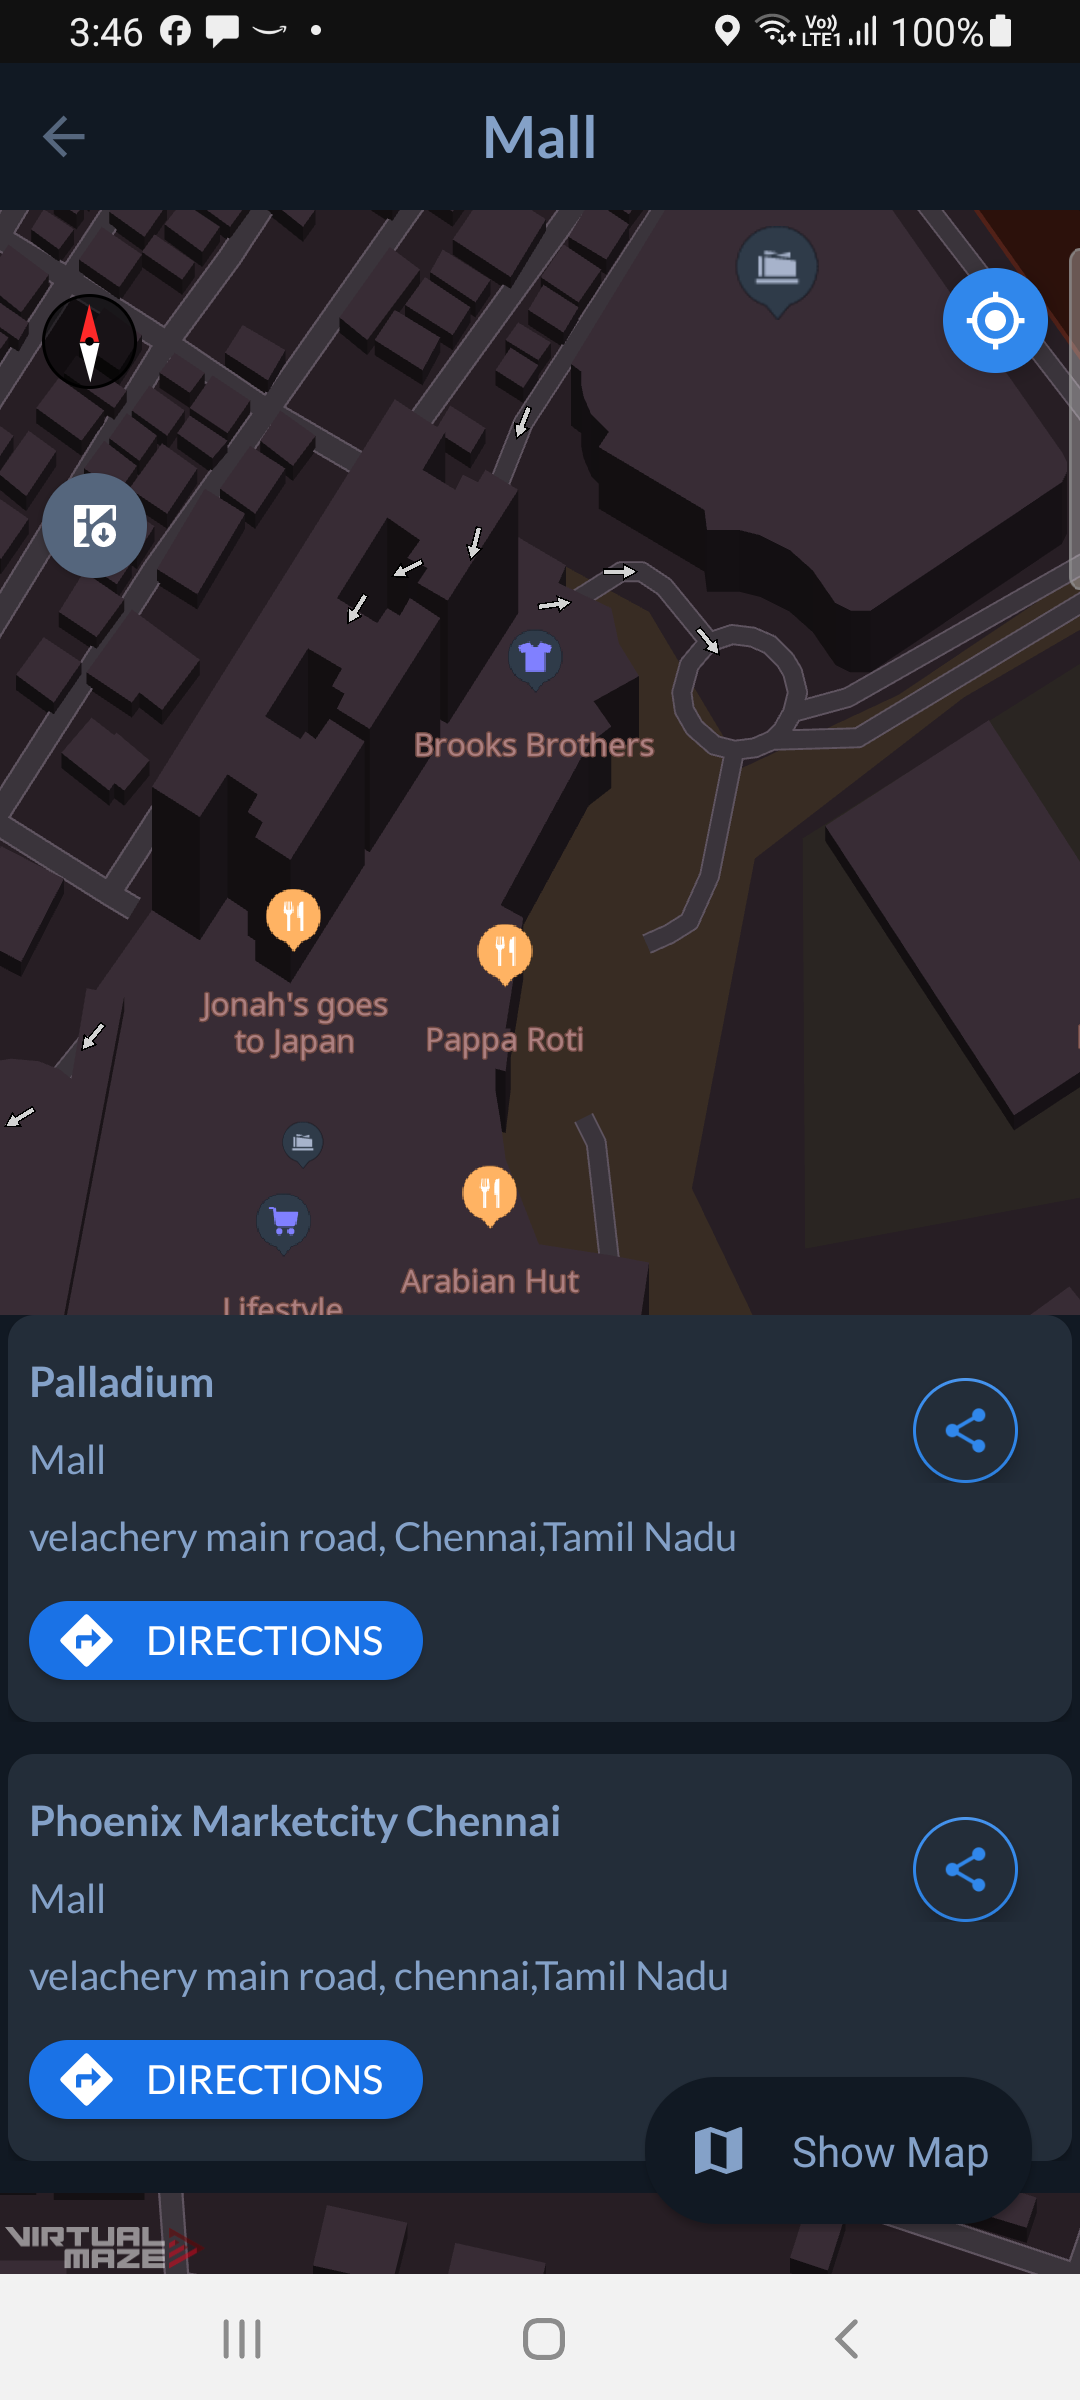 3:46
Vo)) LTE1 100%
Mall
Brooks Brothers
Jonah's goes
to Japan
Pappa Roti
Arabian Hut
Lifestyle
Palladium
Mall
velachery main road, Chennai,Tamil Nadu
DIRECTIONS
Phoenix Marketcity Chennai
Mall
velachery main road, chennai,Tamil Nadu
DIRECTIONS
Show Map
VIRTUAL
MAZE